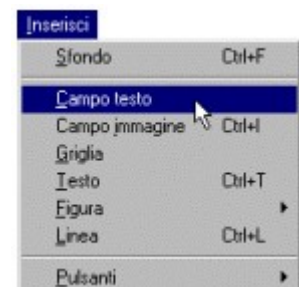 Inserisci
Sfondo Ctrl+F
Campo testo
Campo immagine Ctrl+I
Griglia
Testo Ctrl+T
Figura
Linea Ctrl+L
Pulsanti